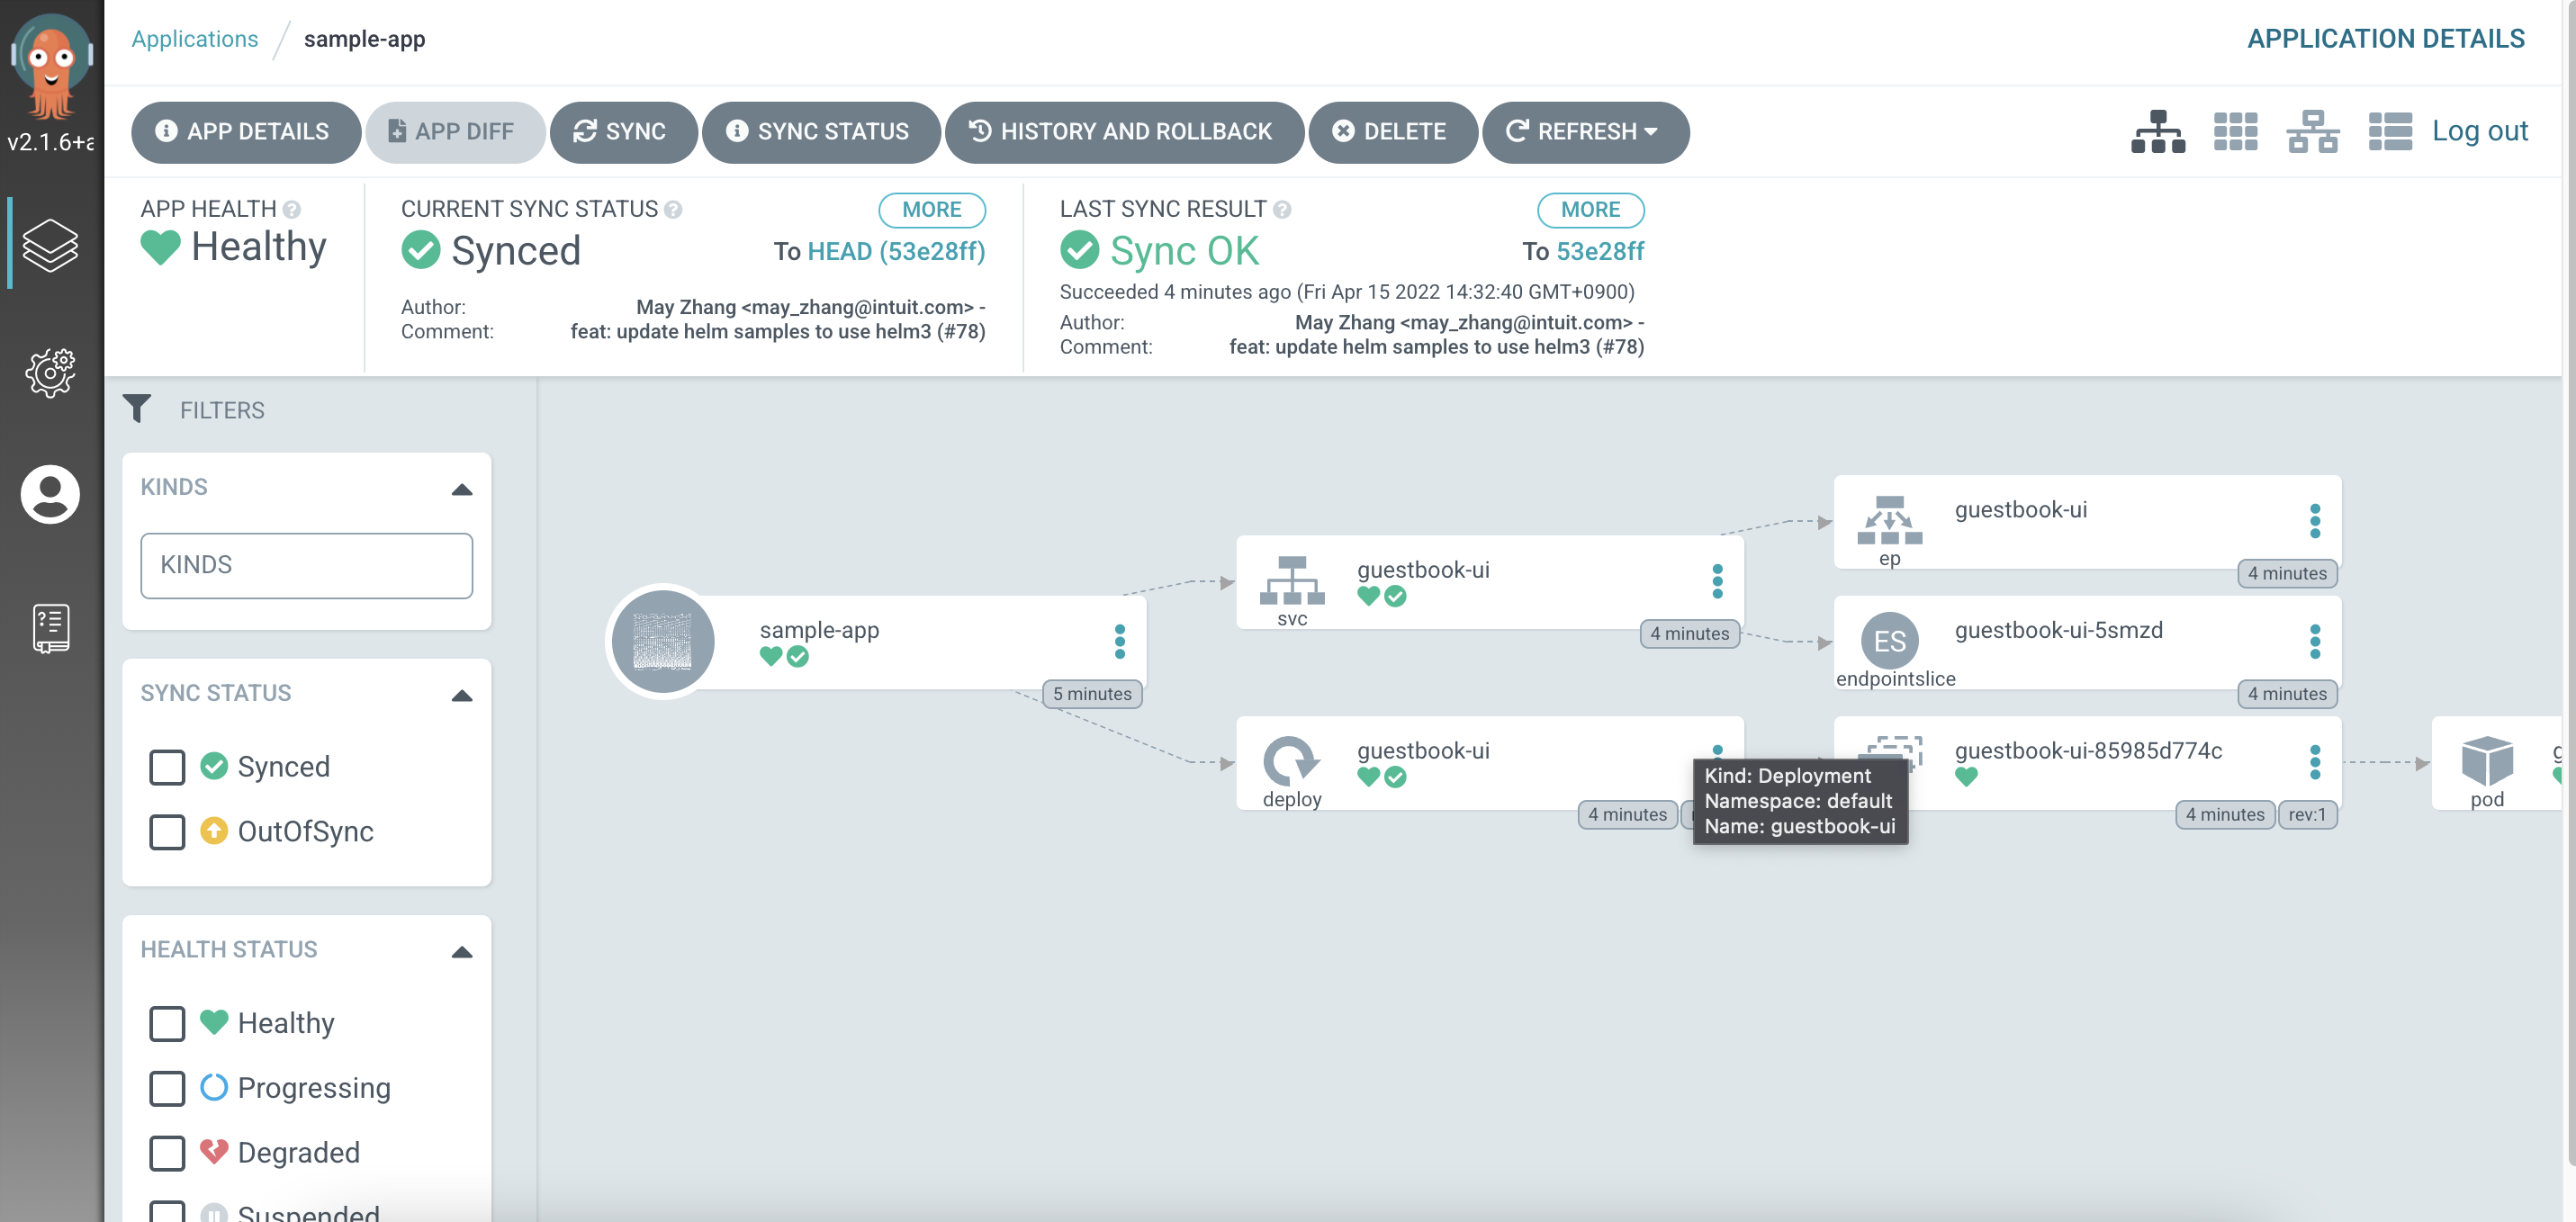 Applications / sample-app
APPLICATION DETAILS
v2.1.6+a
APP DETAILS
APP DIFF
SYNC
SYNC STATUS
HISTORY AND ROLLBACK
DELETE
REFRESH
Log out
APP HEALTH
Healthy
CURRENT SYNC STATUS
MORE
Synced
To HEAD (53e28ff)
Author: May Zhang <may_zhang@intuit.com> -
Comment: feat: update helm samples to use helm3 (#78)
LAST SYNC RESULT
MORE
Sync OK
To 53e28ff
Succeeded 4 minutes ago (Fri Apr 15 2022 14:32:40 GMT+0900)
Author: May Zhang <may_zhang@intuit.com> -
Comment: feat: update helm samples to use helm3 (#78)
FILTERS
KINDS
KINDS
SYNC STATUS
Synced
OutOfSync
HEALTH STATUS
Healthy
Progressing
Degraded
Suspended
sample-app
5 minutes
guestbook-ui
svc
4 minutes
guestbook-ui
deploy
4 minutes
guestbook-ui
ep
4 minutes
ES
guestbook-ui-5smzd
endpointslice
4 minutes
guestbook-ui-85985d774c
4 minutes
rev:1
Kind: Deployment
Namespace: default
Name: guestbook-ui
pod